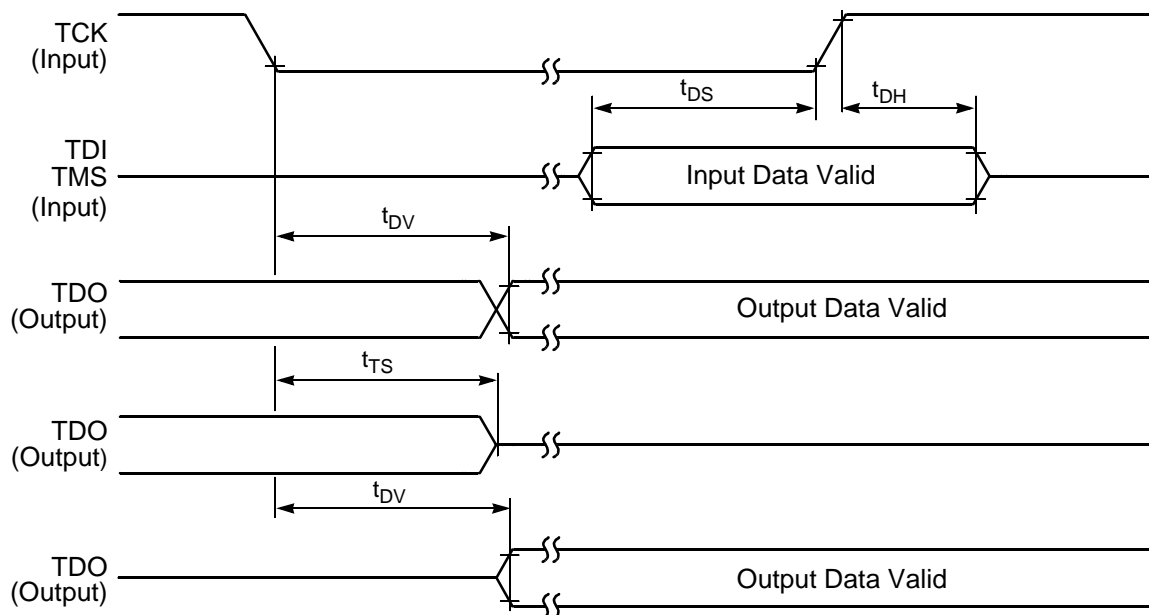 TCK
(Input)
tDS
tDH
TDI
TMS
(Input)
Input Data Valid
tDV
TDO
(Output)
Output Data Valid
tTS
TDO
(Output)
tDV
TDO
(Output)
Output Data Valid